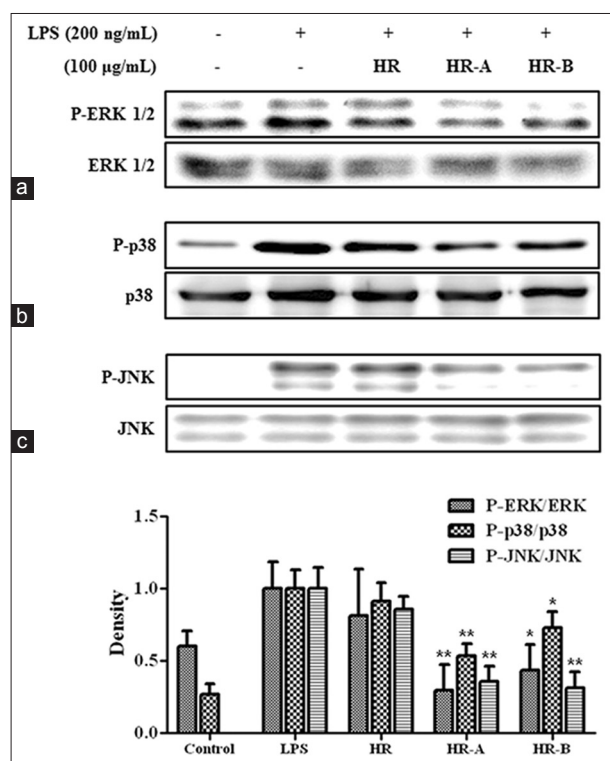 LPS (200 ng/mL) - + + + +
(100 µg/mL) - - HR HR-A HR-B
P-ERK 1/2
ERK 1/2
a
P-p38
p38
b
P-JNK
JNK
c
P-ERK/ERK
P-p38/p38
P-JNK/JNK
1.5
1.0
0.5
0.0
Density
** ** **
* * **
Control LPS HR HR-A HR-B